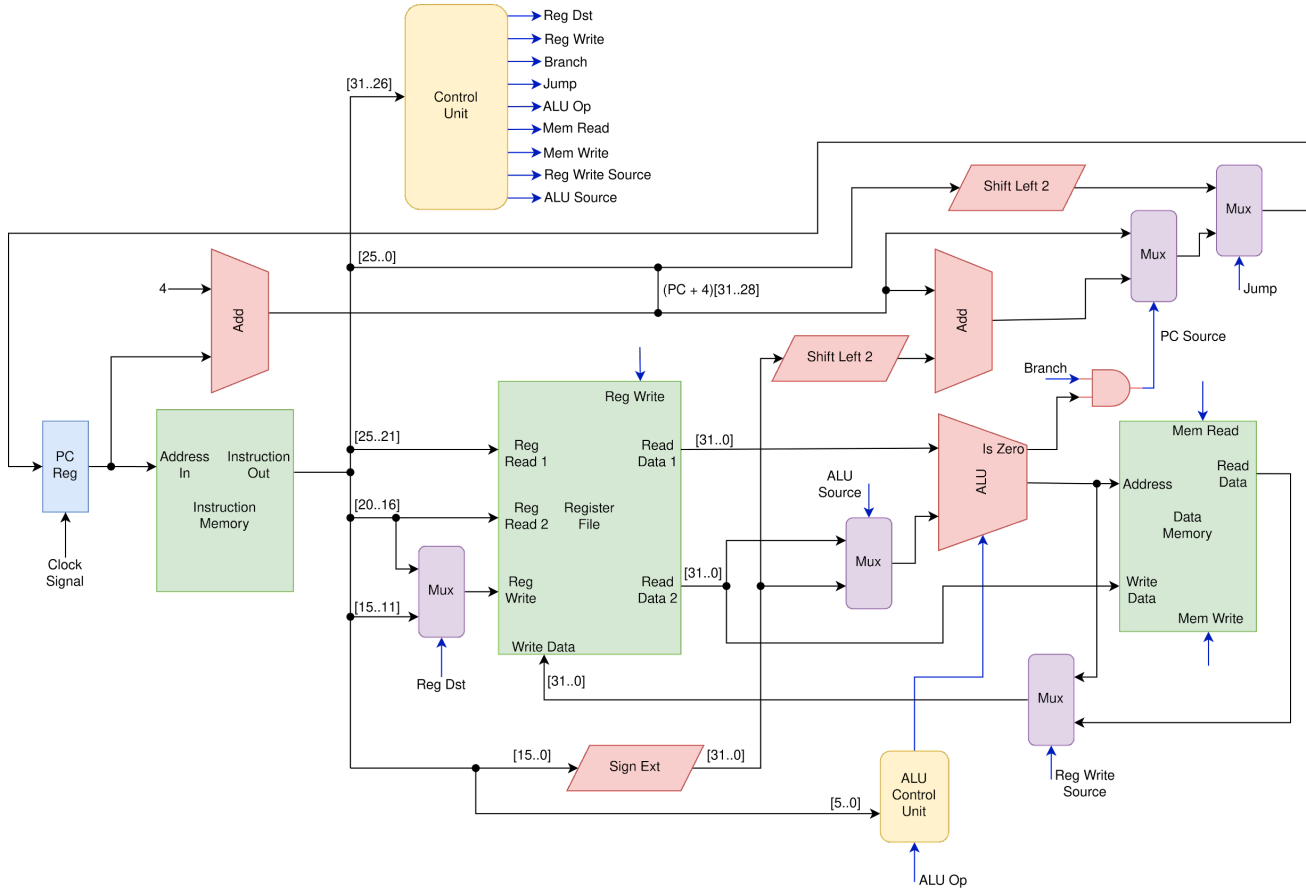 Reg Dst
Reg Write
Branch
Jump
ALU Op
Mem Read
Mem Write
Reg Write Source
ALU Source
Control
Unit
[31..26]
Shift Left 2
Mux
Jump
Mux
PC Source
[25..0]
(PC + 4)[31..28]
4
Add
Add
Shift Left 2
Branch
PC
Reg
Clock
Signal
Address
In
Instruction
Out
Instruction
Memory
[25..21]
[20..16]
[15..11]
Mux
Reg Dst
Reg Write
Reg
Read 1
Read
Data 1
Reg
Read 2
Register
File
Reg
Write
Read
Data 2
Write Data
[31..0]
[31..0]
[31..0]
ALU
Source
Mux
Is Zero
ALU
Mem Read
Read
Data
Address
Data
Memory
Write
Data
Mem Write
Mux
Reg Write
Source
[15..0]
Sign Ext
[31..0]
[5..0]
ALU
Control
Unit
ALU Op